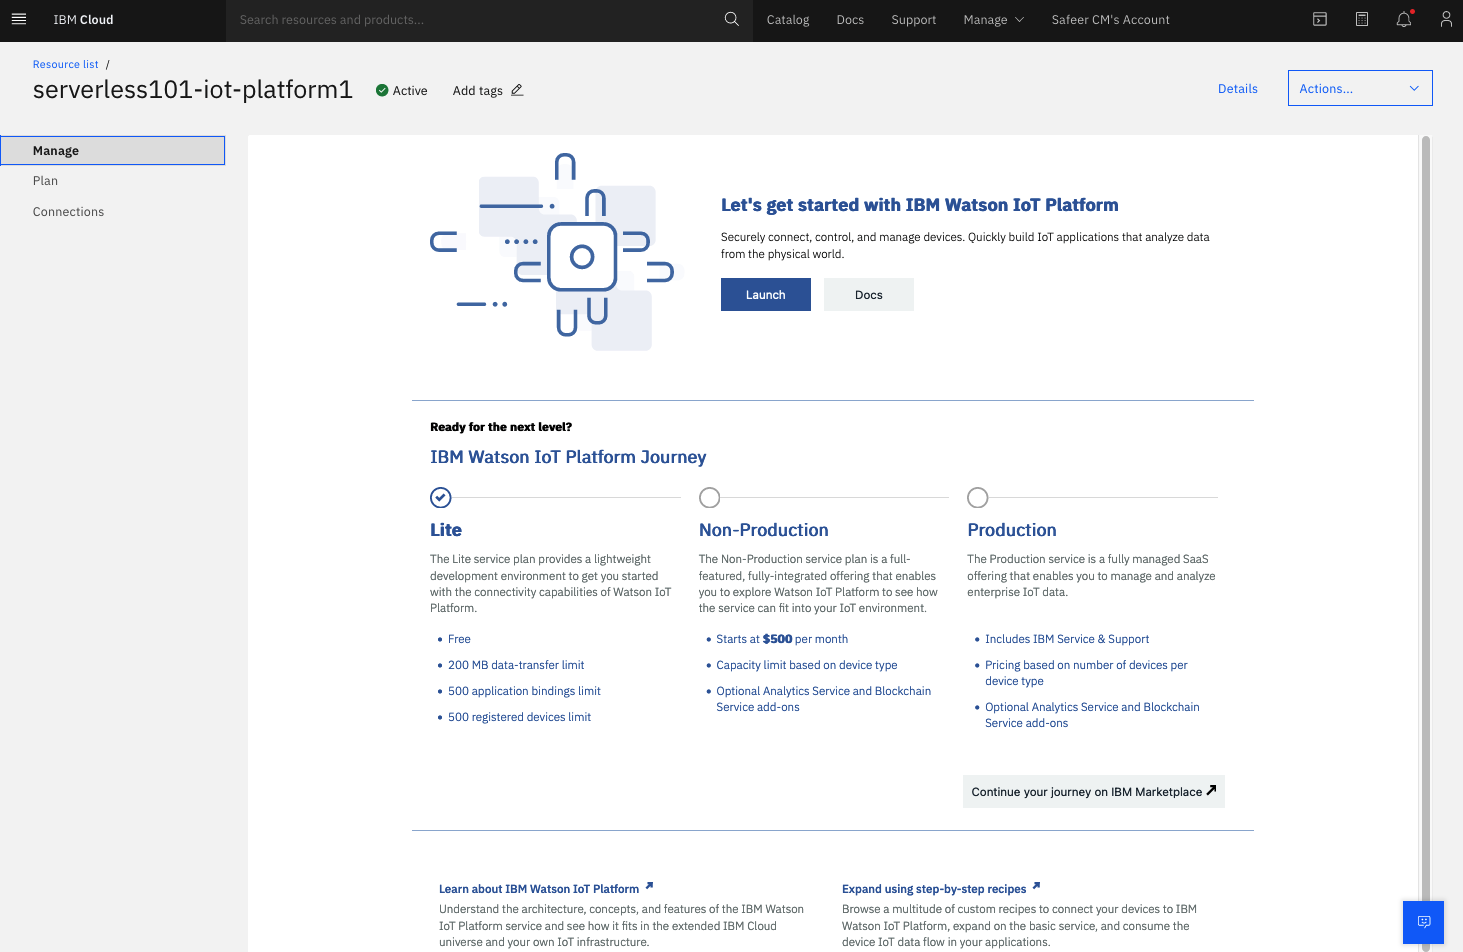 IBM Cloud
Search resources and products...
Catalog
Docs
Support
Manage
Safeer CM's Account
Resource list /
serverless101-iot-platform1
Active
Add tags
Details
Actions...
Manage
Plan
Connections
Let's get started with IBM Watson IoT Platform
Securely connect, control, and manage devices. Quickly build IoT applications that analyze data
from the physical world.
Launch
Docs
Ready for the next level?
IBM Watson IoT Platform Journey
Lite
The Lite service plan provides a lightweight
development environment to get you started
with the connectivity capabilities of Watson IoT
Platform.
• Free
• 200 MB data-transfer limit
• 500 application bindings limit
• 500 registered devices limit
Non-Production
The Non-Production service plan is a full-
featured, fully-integrated offering that enables
you to explore Watson IoT Platform to see how
the service can fit into your IoT environment.
• Starts at $500 per month
• Capacity limit based on device type
• Optional Analytics Service and Blockchain
Service add-ons
Production
The Production service is a fully managed SaaS
offering that enables you to manage and analyze
enterprise IoT data.
• Includes IBM Service & Support
• Pricing based on number of devices per
device type
• Optional Analytics Service and Blockchain
Service add-ons
Continue your journey on IBM Marketplace
Learn about IBM Watson IoT Platform
Understand the architecture, concepts, and features of the IBM Watson
IoT Platform service and see how it fits in the extended IBM Cloud
universe and your own IoT infrastructure.
Expand using step-by-step recipes
Browse a multitude of custom recipes to connect your devices to IBM
Watson IoT Platform, expand on the basic service, and consume the
device IoT data flow in your applications.